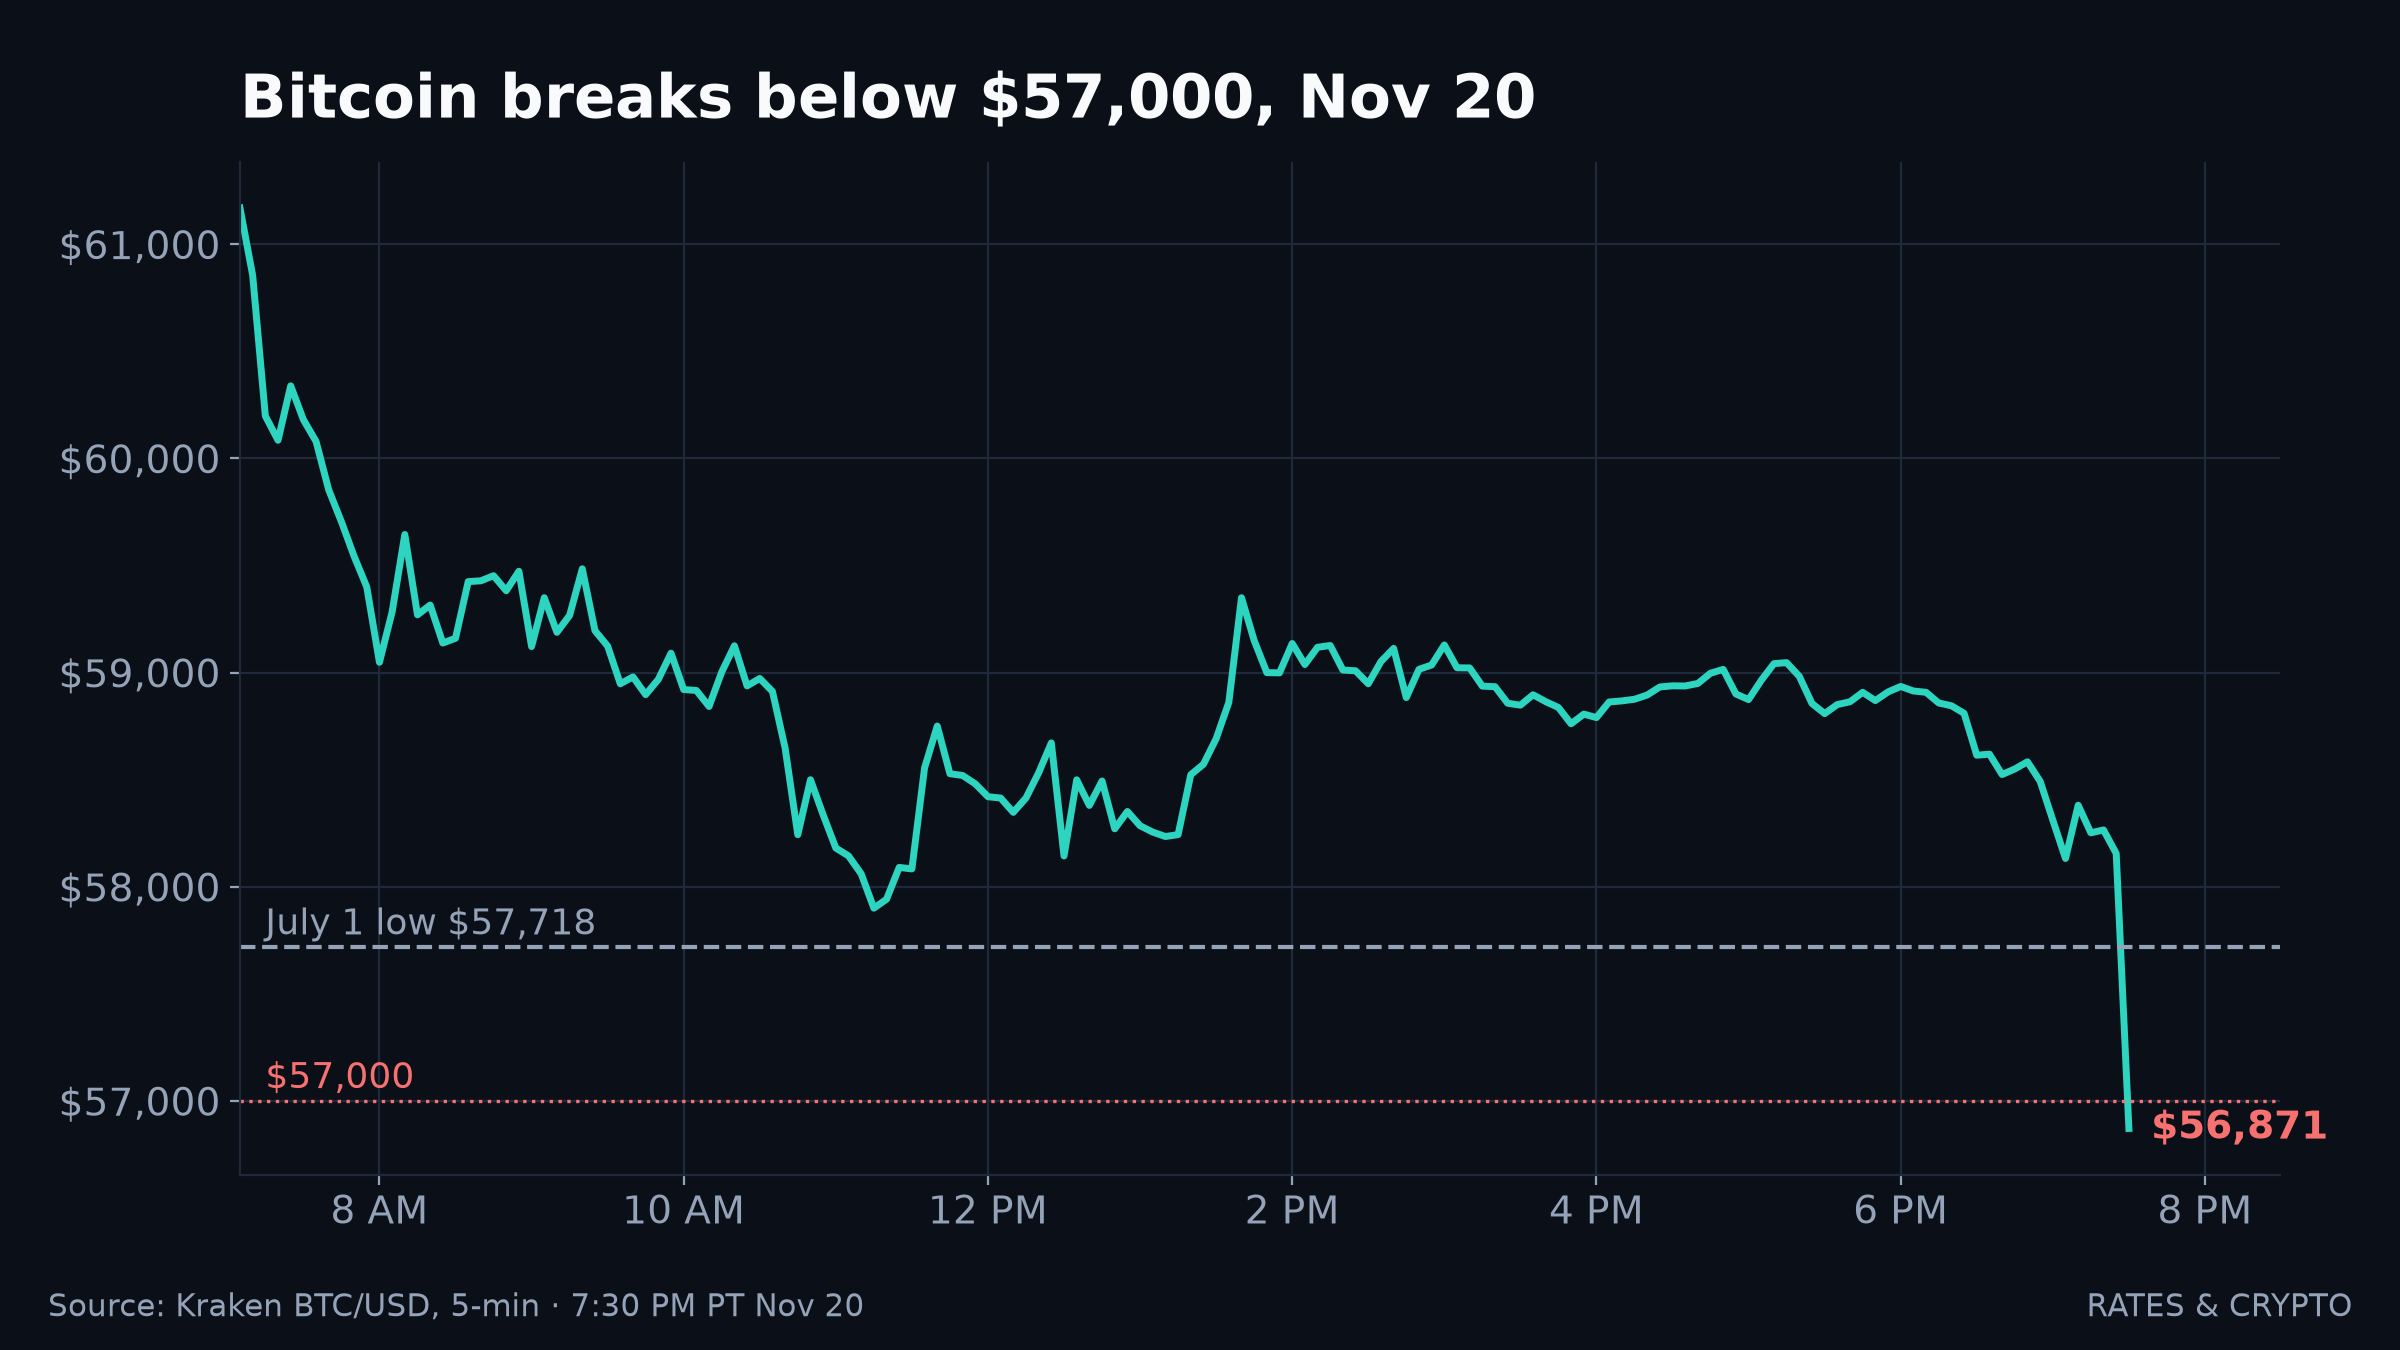 Bitcoin breaks below $57,000, Nov 20
$61,000
$60,000
$59,000
$58,000
July 1 low $57,718
$57,000
$57,000
$56,871
8 AM
10 AM
12 PM
2 PM
4 PM
6 PM
8 PM
Source: Kraken BTC/USD, 5-min · 7:30 PM PT Nov 20
RATES & CRYPTO